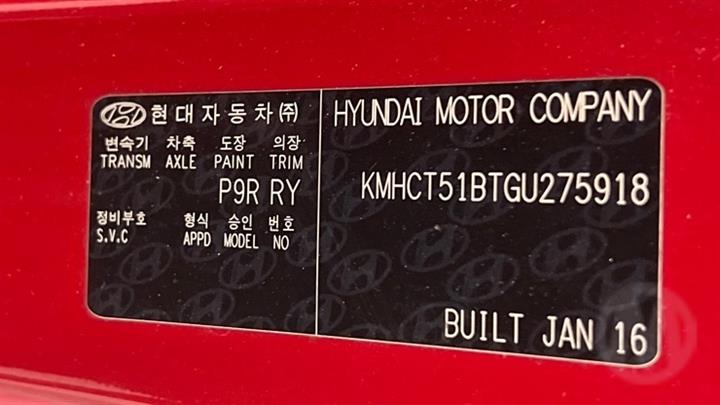 현대자동차㈜
변속기 차축 도장 의장
TRANSM AXLE PAINT TRIM
P9R RY
정비부호 형식 승인 번호
S.V.C APPD MODEL NO
HYUNDAI MOTOR COMPANY
KMHCT51BTGU275918
BUILT JAN 16